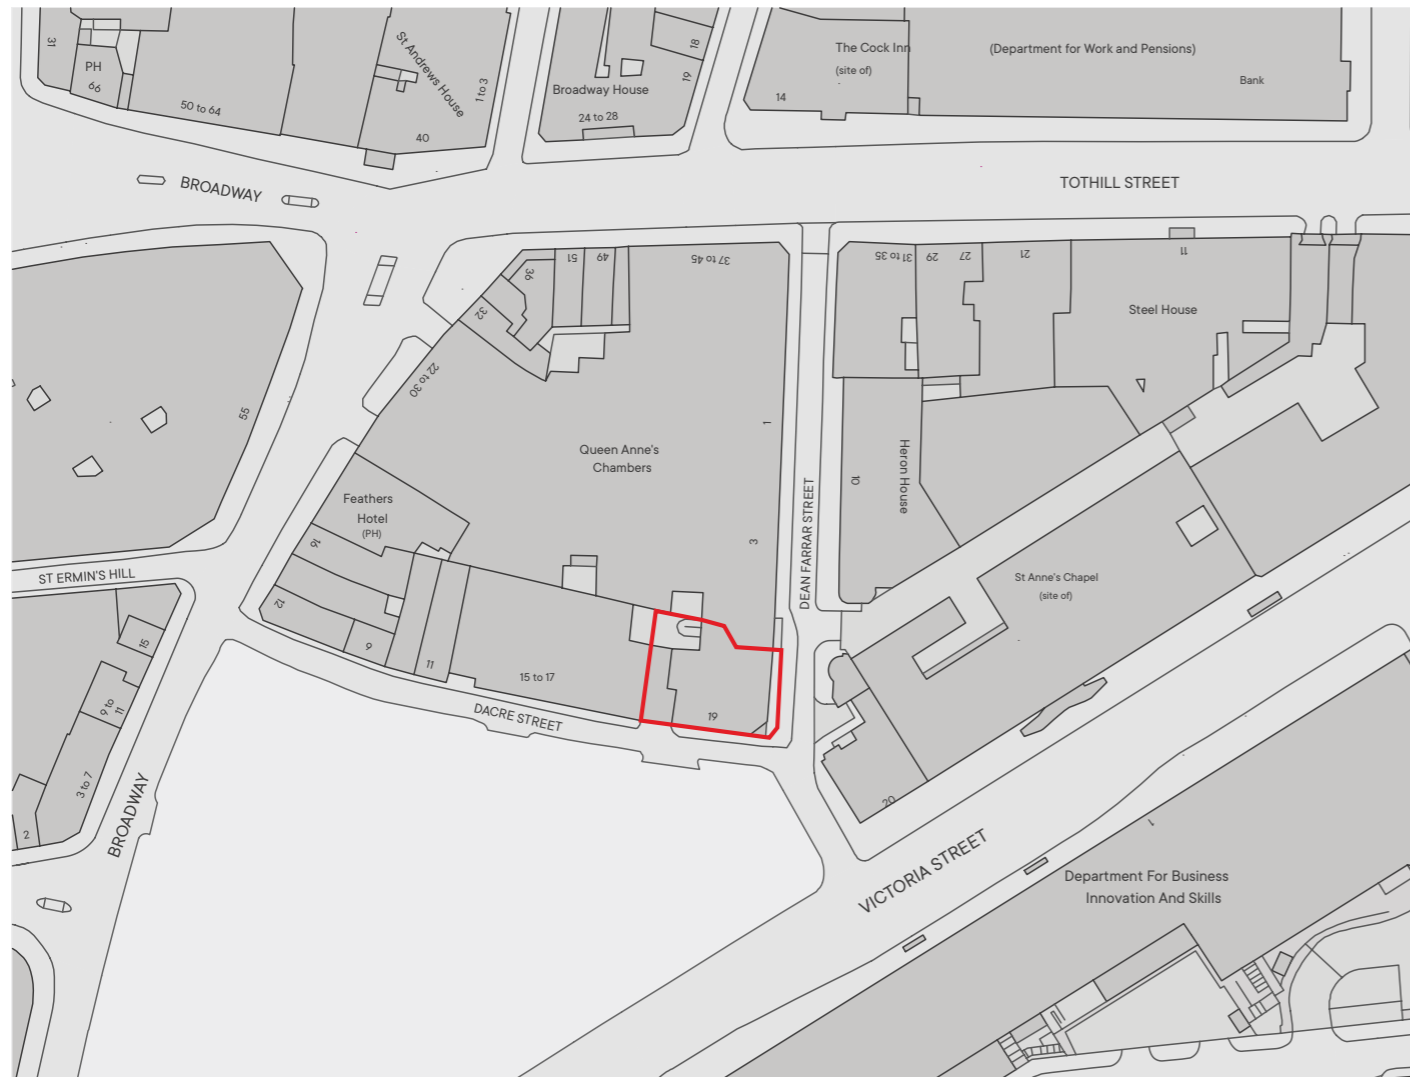 31
PH
66
50 to 64
St Andrews House
40
1 to 3
Broadway House
24 to 28
18
19
The Cock Inn
(site of)
14
(Department for Work and Pensions)
Bank
BROADWAY
TOTHILL STREET
36
51
49
37 to 45
31 to 35
29
27
21
11
32
Steel House
22 to 30
55
1
Queen Anne's
Chambers
Heron House
10
Feathers
Hotel
(PH)
16
3
DEAN FARRAR STREET
ST ERMIN'S HILL
St Anne's Chapel
(site of)
12
15
9
11
15 to 17
19
DACRE STREET
9 to
11
3 to 7
2
BROADWAY
20
VICTORIA STREET
1
Department For Business
Innovation And Skills